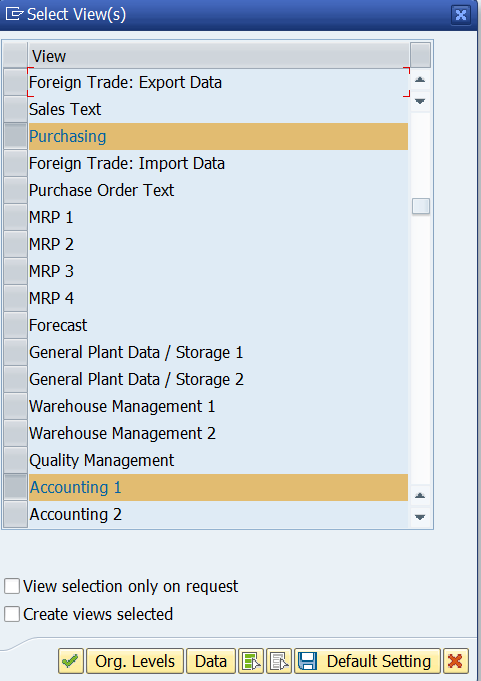 Select View(s)
View
Foreign Trade: Export Data
Sales Text
Purchasing
Foreign Trade: Import Data
Purchase Order Text
MRP 1
MRP 2
MRP 3
MRP 4
Forecast
General Plant Data / Storage 1
General Plant Data / Storage 2
Warehouse Management 1
Warehouse Management 2
Quality Management
Accounting 1
Accounting 2
View selection only on request
Create views selected
Org. Levels Data Default Setting